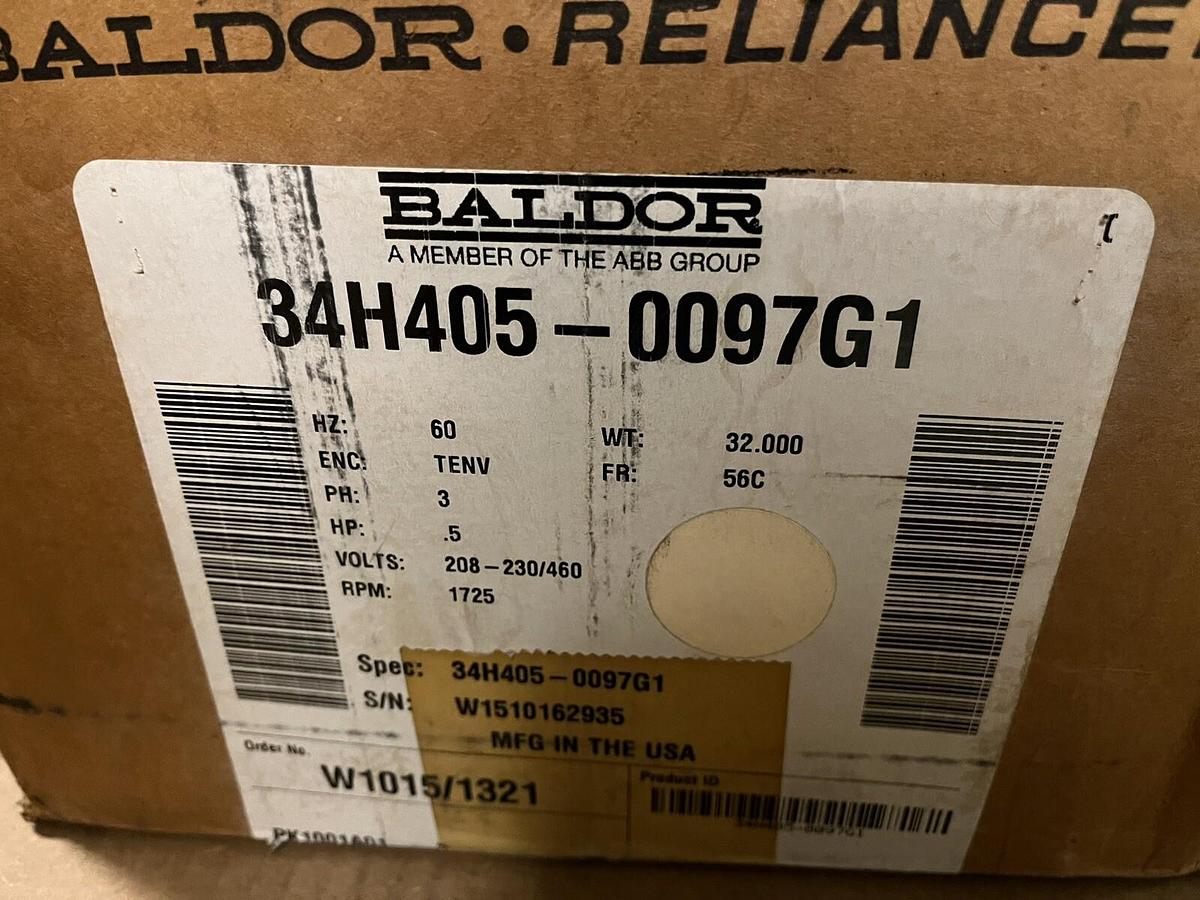 BALDOR • RELIANCE
BALDOR
A MEMBER OF THE ABB GROUP
34H405-0097G1
HZ: 60
ENC: TENV
PH: 3
HP: .5
VOLTS: 208-230/460
RPM: 1725
WT: 32.000
FR: 56C
Spec: 34H405-0097G1
S/N: W1510162935
MFG IN THE USA
Order No.
W1015/1321
Product ID
34H405-0097G1